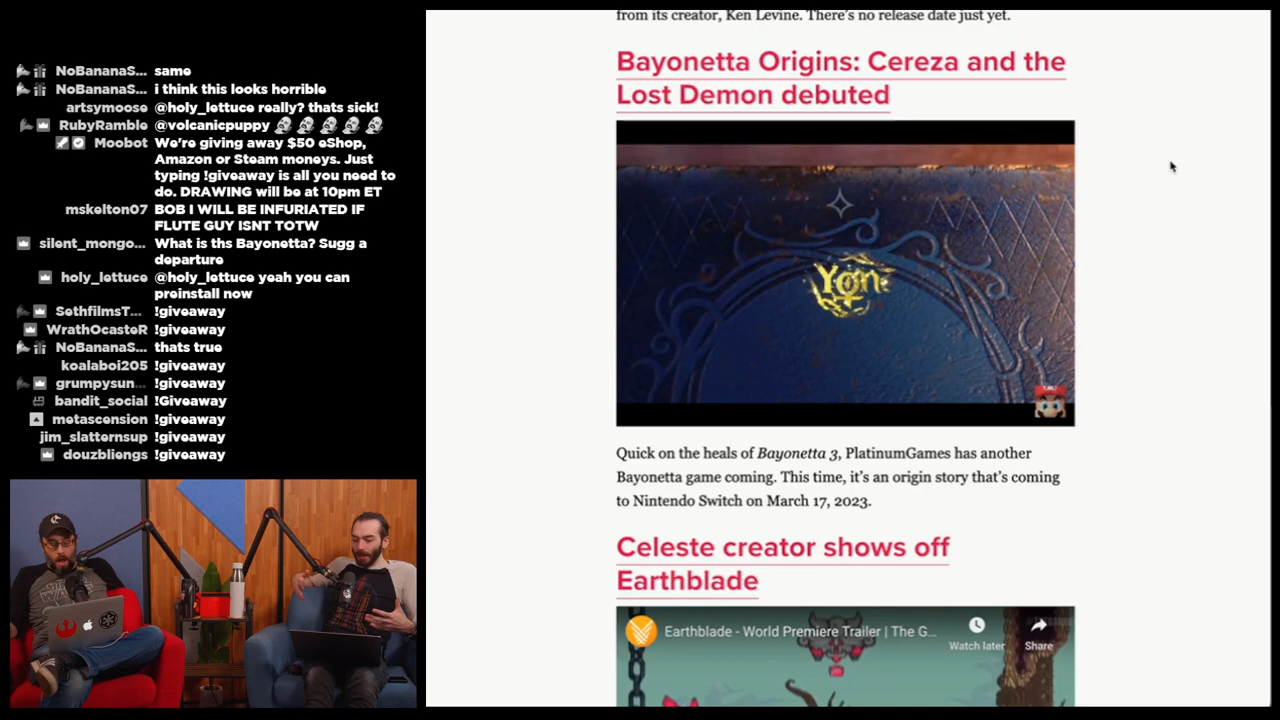 NoBananaS... same
NoBananaS... i think this looks horrible
artsymoose @holy_lettuce really? thats sick!
RubyRamble @volcanicpuppy
Moobot We're giving away $50 eShop,
Amazon or Steam moneys. Just
typing !giveaway is all you need to
do. DRAWING will be at 10pm ET
mskelton07 BOB I WILL BE INFURIATED IF
FLUTE GUY ISNT TOTW
silent_mongo... What is ths Bayonetta? Sugg a
departure
holy_lettuce @holy_lettuce yeah you can
preinstall now
SethfilmsT... !giveaway
WrathOcasteR !giveaway
NoBananaS... thats true
koalaboi205 !giveaway
grumpysun... !giveaway
bandit_social !Giveaway
metascension !giveaway
jim_slatternsup !giveaway
douzbliengs !giveaway
from its creator, Ken Levine. There's no release date just yet.
Bayonetta Origins: Cereza and the
Lost Demon debuted
Quick on the heals of Bayonetta 3, PlatinumGames has another
Bayonetta game coming. This time, it's an origin story that's coming
to Nintendo Switch on March 17, 2023.
Celeste creator shows off
Earthblade
Earthblade - World Premiere Trailer | The G...
Watch later
Share